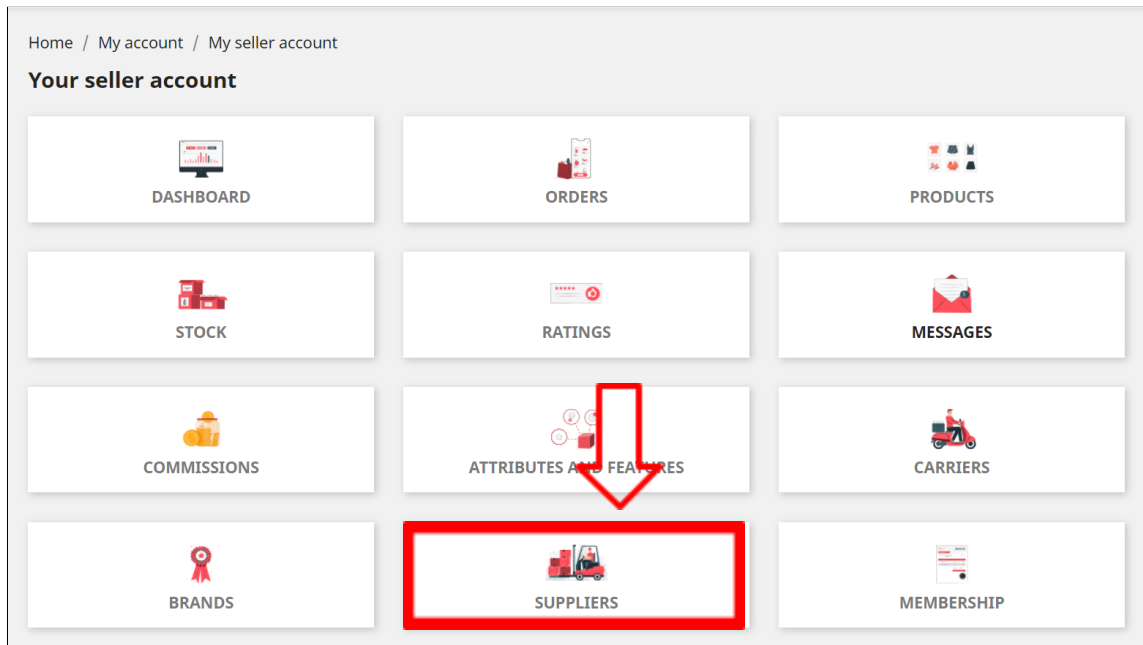 Home / My account / My seller account
Your seller account
DASHBOARD
ORDERS
PRODUCTS
STOCK
RATINGS
MESSAGES
COMMISSIONS
ATTRIBUTES AND FEATURES
CARRIERS
BRANDS
SUPPLIERS
MEMBERSHIP